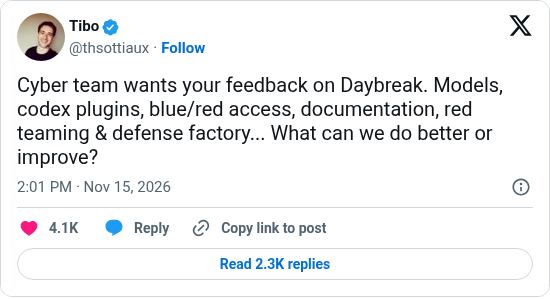 Tibo
@thsottiaux · Follow
Cyber team wants your feedback on Daybreak. Models,
codex plugins, blue/red access, documentation, red
teaming & defense factory... What can we do better or
improve?
2:01 PM · Nov 15, 2026
4.1K Reply Copy link to post
Read 2.3K replies